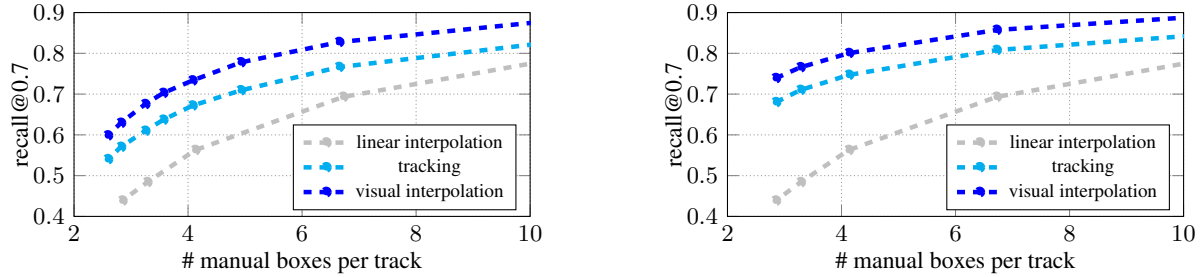 0.9
0.8
0.7
0.6
0.5
0.4
recall@0.7
2
4
6
8
10
# manual boxes per track
linear interpolation
tracking
visual interpolation
0.9
0.8
0.7
0.6
0.5
0.4
recall@0.7
2
4
6
8
10
# manual boxes per track
linear interpolation
tracking
visual interpolation